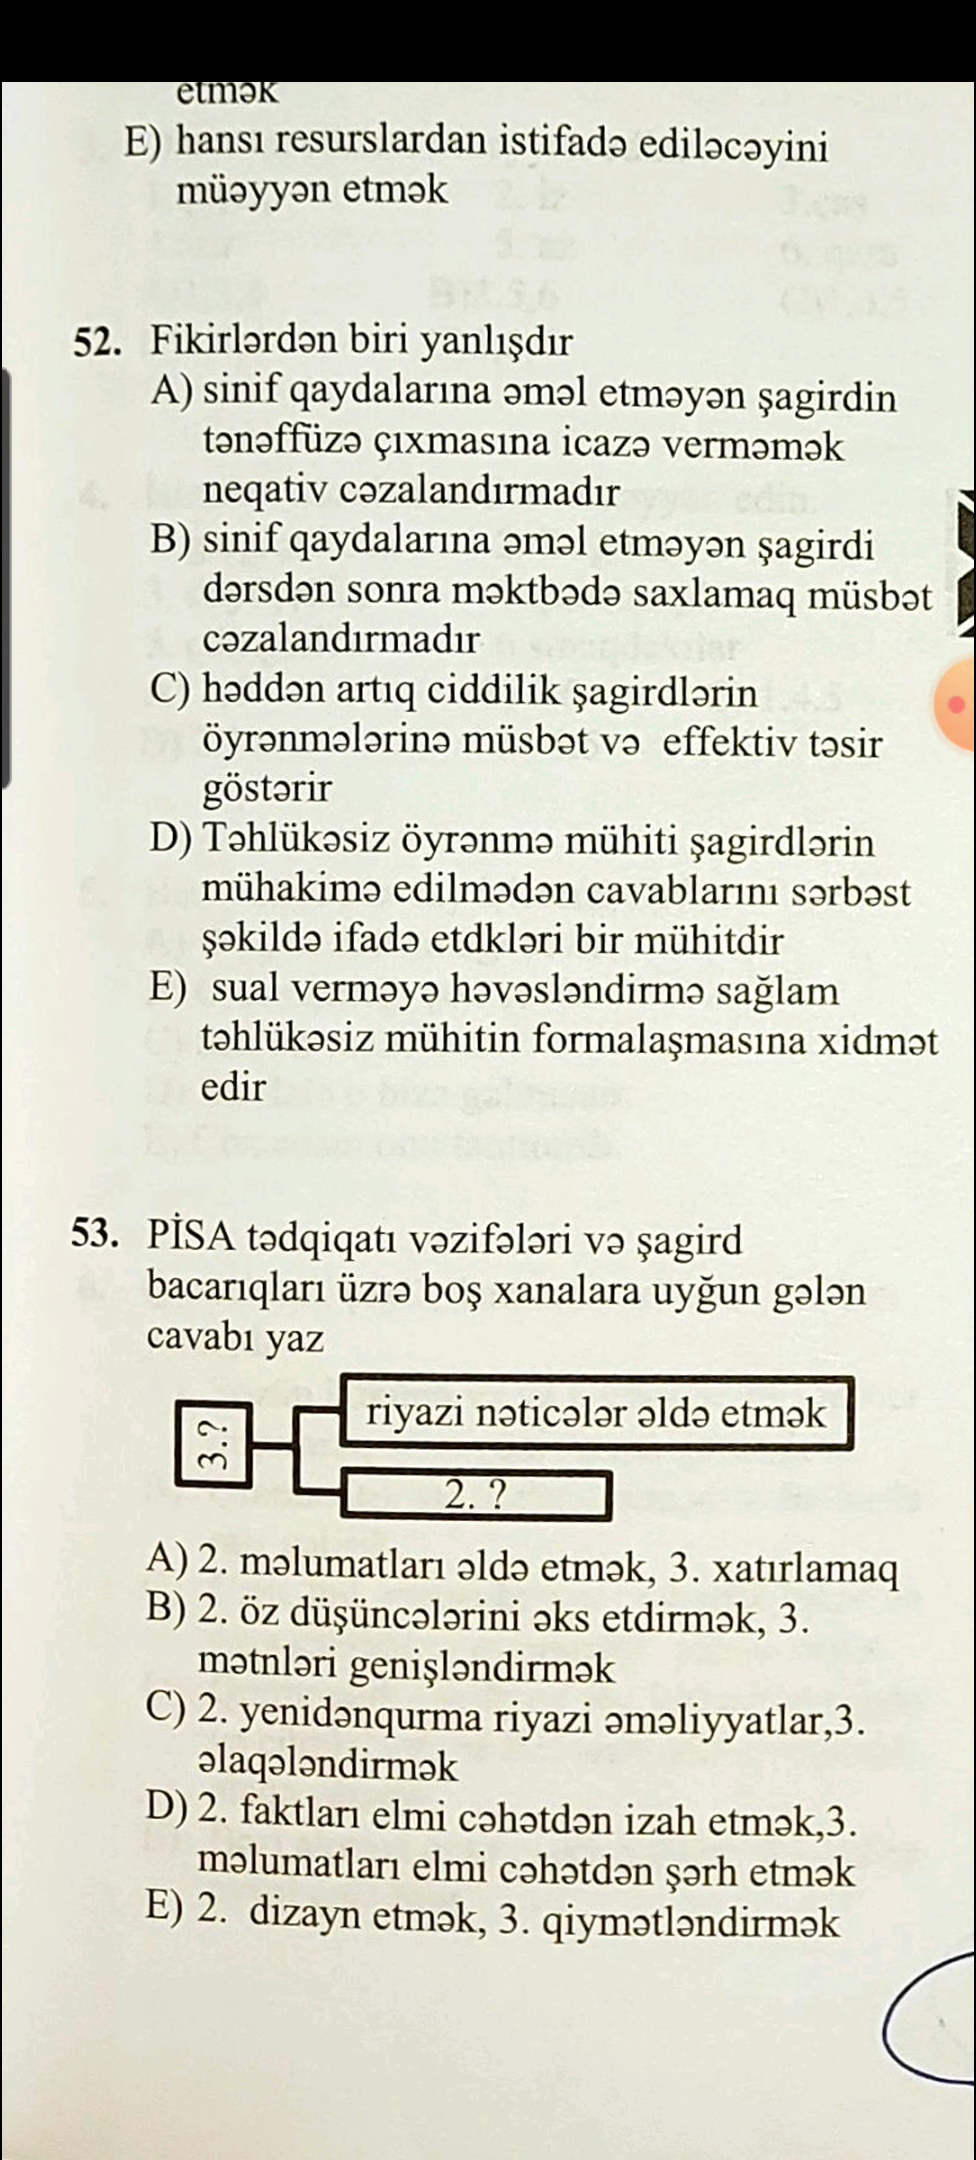 etmək
E) hansı resurslardan istifadə ediləcəyini
müəyyən etmək
52. Fikirlərdən biri yanlışdır
A) sinif qaydalarına əməl etməyən şagirdin
tənəffüzə çıxmasına icazə verməmək
neqativ cəzalandırmadır
B) sinif qaydalarına əməl etməyən şagirdi
dərsdən sonra məktbədə saxlamaq müsbət
cəzalandırmadır
C) həddən artıq ciddilik şagirdlərin
öyrənmələrinə müsbət və effektiv təsir
göstərir
D) Təhlükəsiz öyrənmə mühiti şagirdlərin
mühakimə edilmədən cavablarını sərbəst
şəkildə ifadə etdkləri bir mühitdir
E) sual verməyə həvəsləndirmə sağlam
təhlükəsiz mühitin formalaşmasına xidmət
edir
53. PİSA tədqiqatı vəzifələri və şagird
bacarıqları üzrə boş xanalara uyğun gələn
cavabı yaz
riyazi nəticələr əldə etmək
3.?
2. ?
A) 2. məlumatları əldə etmək, 3. xatırlamaq
B) 2. öz düşüncələrini əks etdirmək, 3.
mətnləri genişləndirmək
C) 2. yenidənqurma riyazi əməliyyatlar,3.
əlaqələndirmək
D) 2. faktları elmi cəhətdən izah etmək,3.
məlumatları elmi cəhətdən şərh etmək
E) 2. dizayn etmək, 3. qiymətləndirmək